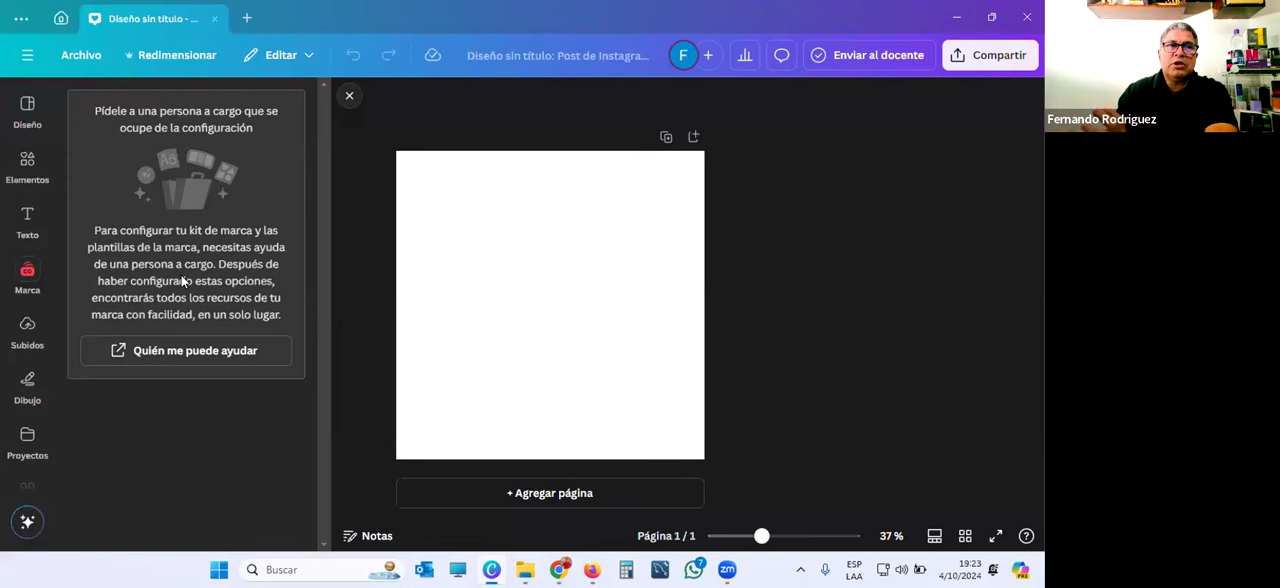 Diseño sin título - ...
Archivo
Redimensionar
Editar
Diseño sin título: Post de Instagra...
F
Enviar al docente
Compartir
Fernando Rodriguez
Diseño
Elementos
Texto
Marca
Subidos
Dibujo
Proyectos
Pídele a una persona a cargo que se
ocupe de la configuración
Aa
Para configurar tu kit de marca y las
plantillas de la marca, necesitas ayuda
de una persona a cargo. Después de
haber configurado estas opciones,
encontrarás todos los recursos de tu
marca con facilidad, en un solo lugar.
Quién me puede ayudar
+ Agregar página
Notas
Página 1 / 1
37 %
Buscar
7
zm
ESP
LAA
19:23
4/10/2024